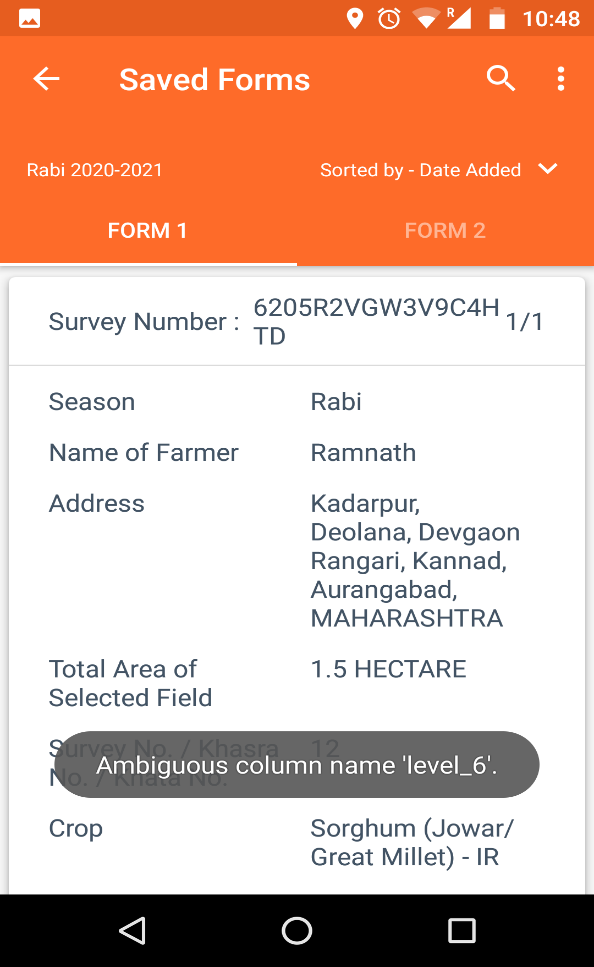 R
10:48
Saved Forms
Rabi 2020-2021
Sorted by - Date Added
FORM 1
FORM 2
Survey Number :
6205R2VGW3V9C4H
TD
1/1
Season
Rabi
Name of Farmer
Ramnath
Address
Kadarpur,
Deolana, Devgaon
Rangari, Kannad,
Aurangabad,
MAHARASHTRA
Total Area of
Selected Field
1.5 HECTARE
Survey No. / Khasra
No. / Khata No.
12
Ambiguous column name 'level_6'.
Crop
Sorghum (Jowar/
Great Millet) - IR